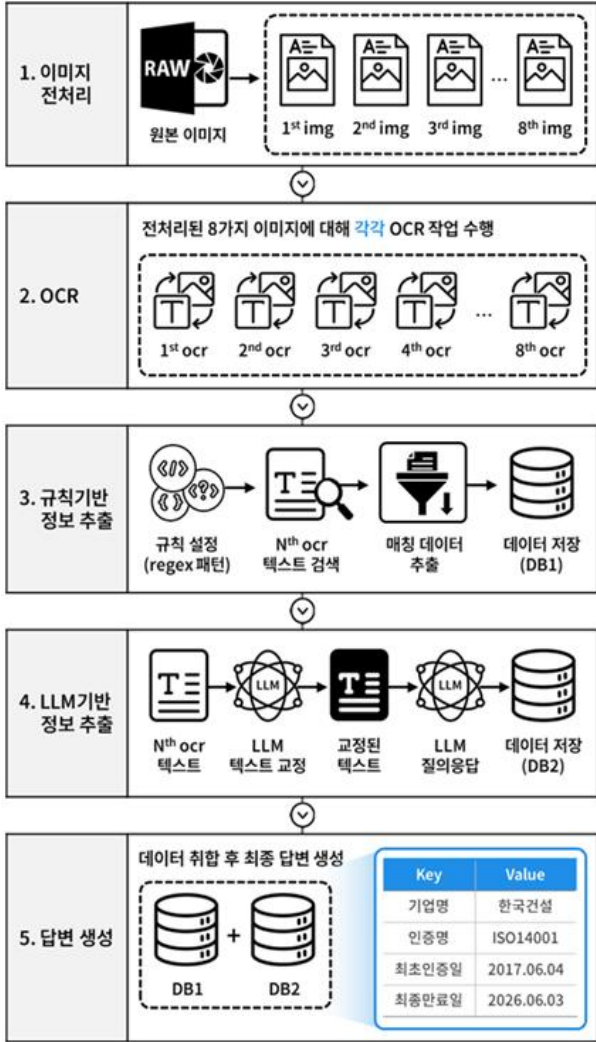 1. 이미지
전처리
RAW
원본 이미지
1st img
2nd img
3rd img
...
8th img
2. OCR
전처리된 8가지 이미지에 대해 각각 OCR 작업 수행
1st ocr
2nd ocr
3rd ocr
4th ocr
...
8th ocr
3. 규칙기반
정보 추출
규칙 설정
(regex 패턴)
Nth ocr
텍스트 검색
매칭 데이터
추출
데이터 저장
(DB1)
4. LLM기반
정보 추출
Nth ocr
텍스트
LLM
LLM
텍스트 교정
교정된
텍스트
LLM
LLM
질의응답
데이터 저장
(DB2)
5. 답변 생성
데이터 취합 후 최종 답변 생성
DB1
+
DB2
Key Value
기업명 한국건설
인증명 ISO14001
최초인증일 2017.06.04
최종만료일 2026.06.03